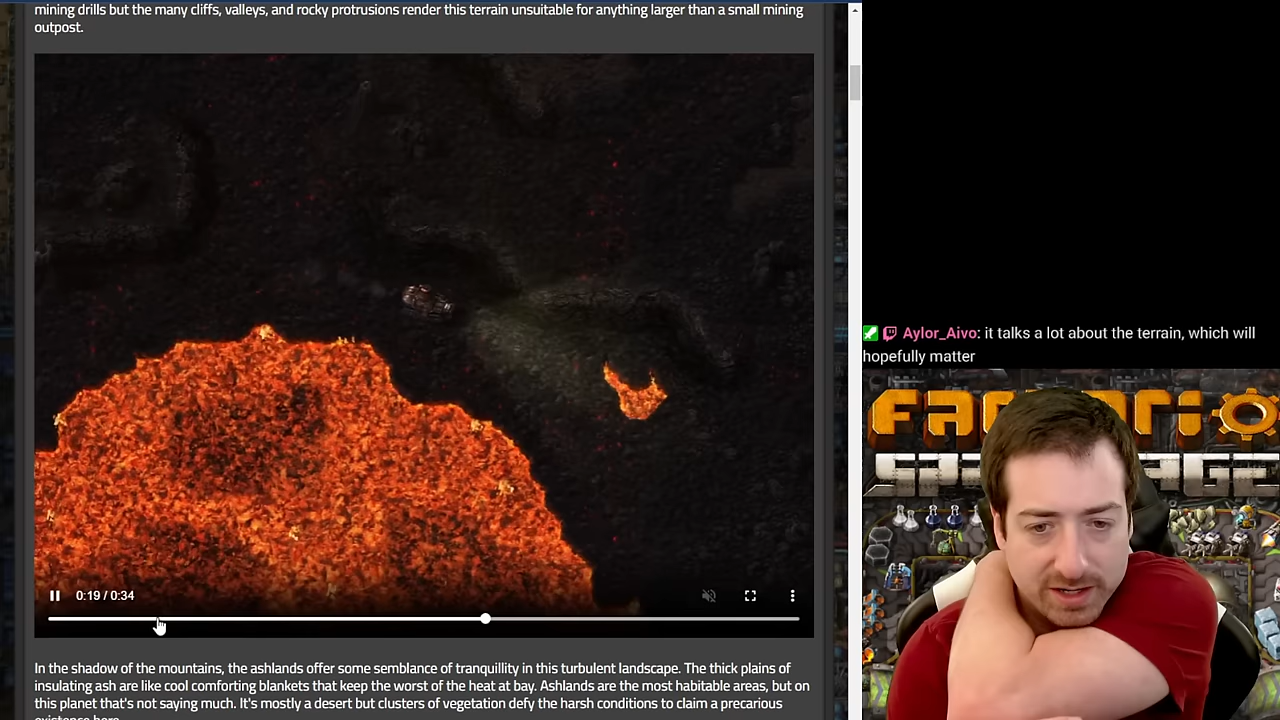 mining drills but the many cliffs, valleys, and rocky protrusions render this terrain unsuitable for anything larger than a small mining
outpost.
0:19 / 0:34
Aylor_Aivo: it talks a lot about the terrain, which will
hopefully matter
In the shadow of the mountains, the ashlands offer some semblance of tranquillity in this turbulent landscape. The thick plains of
insulating ash are like cool comforting blankets that keep the worst of the heat at bay. Ashlands are the most habitable areas, but on
this planet that's not saying much. It's mostly a desert but clusters of vegetation defy the harsh conditions to claim a precarious
existence here.